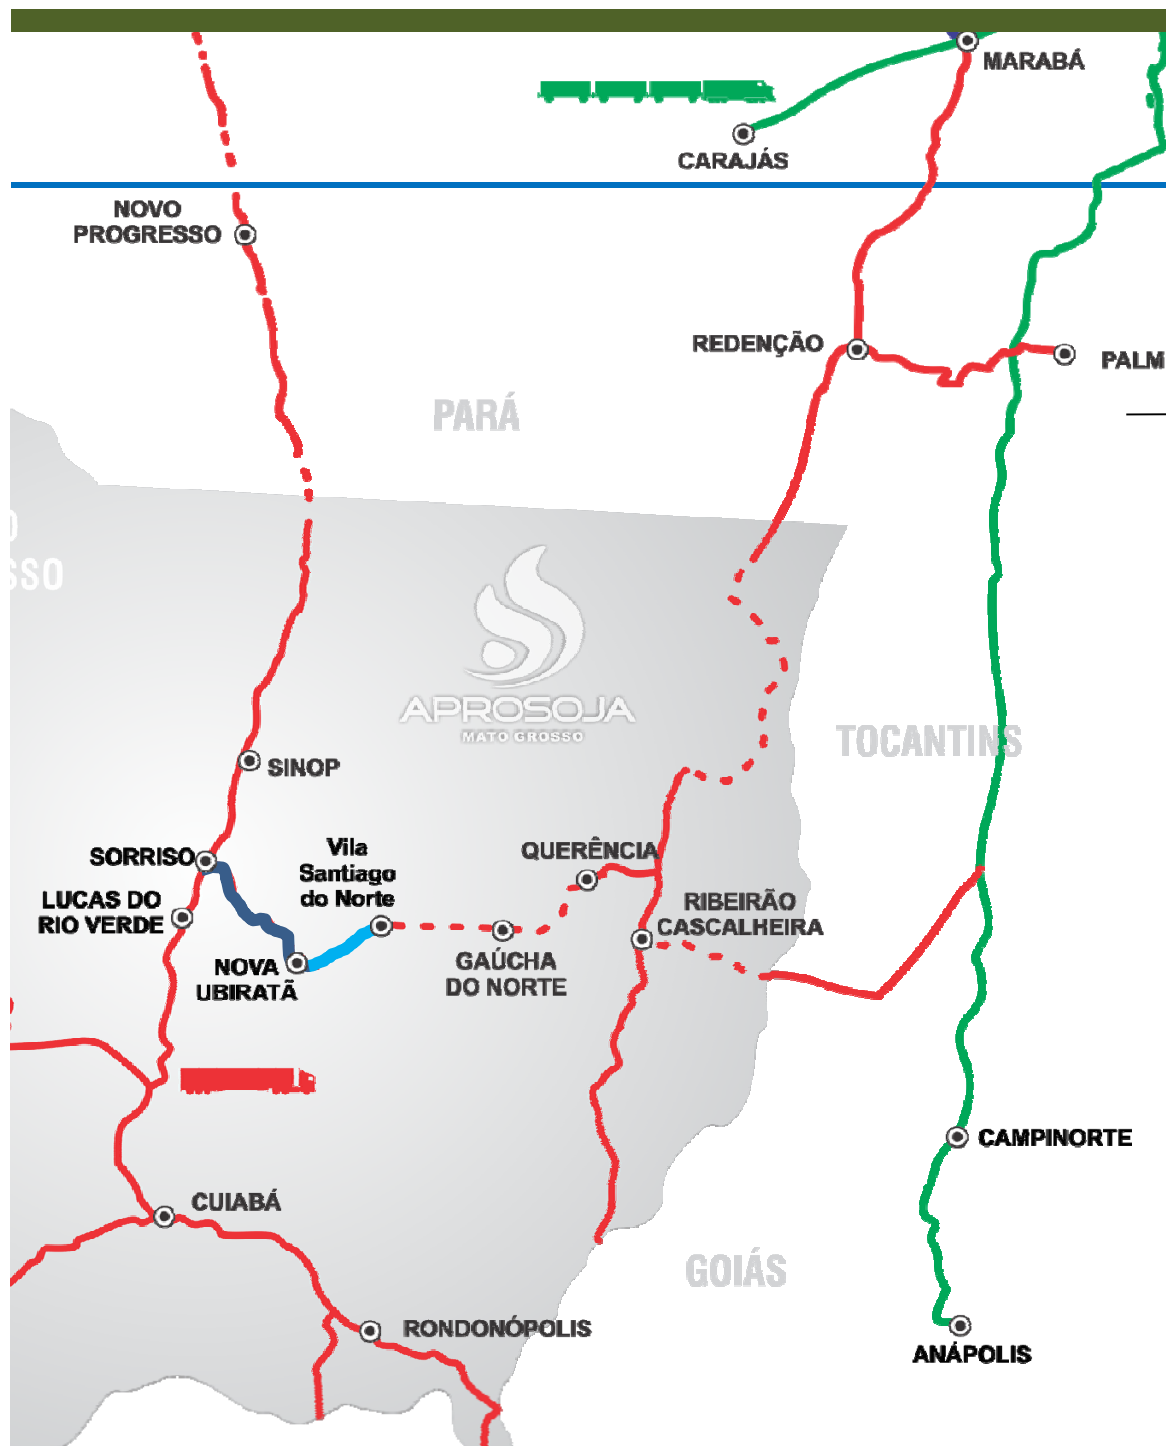 MARABÁ
CARAJÁS
NOVO
PROGRESSO
REDENÇÃO
PALM
PARÁ
O
SSO
APROSOJA
MATO GROSSO
TOCANTINS
SINOP
SORRISO
Vila
Santiago
do Norte
QUERÊNCIA
LUCAS DO
RIO VERDE
RIBEIRÃO
CASCALHEIRA
NOVA
UBIRATÃ
GAÚCHA
DO NORTE
CAMPINORTE
CUIABÁ
GOIÁS
RONDONÓPOLIS
ANÁPOLIS